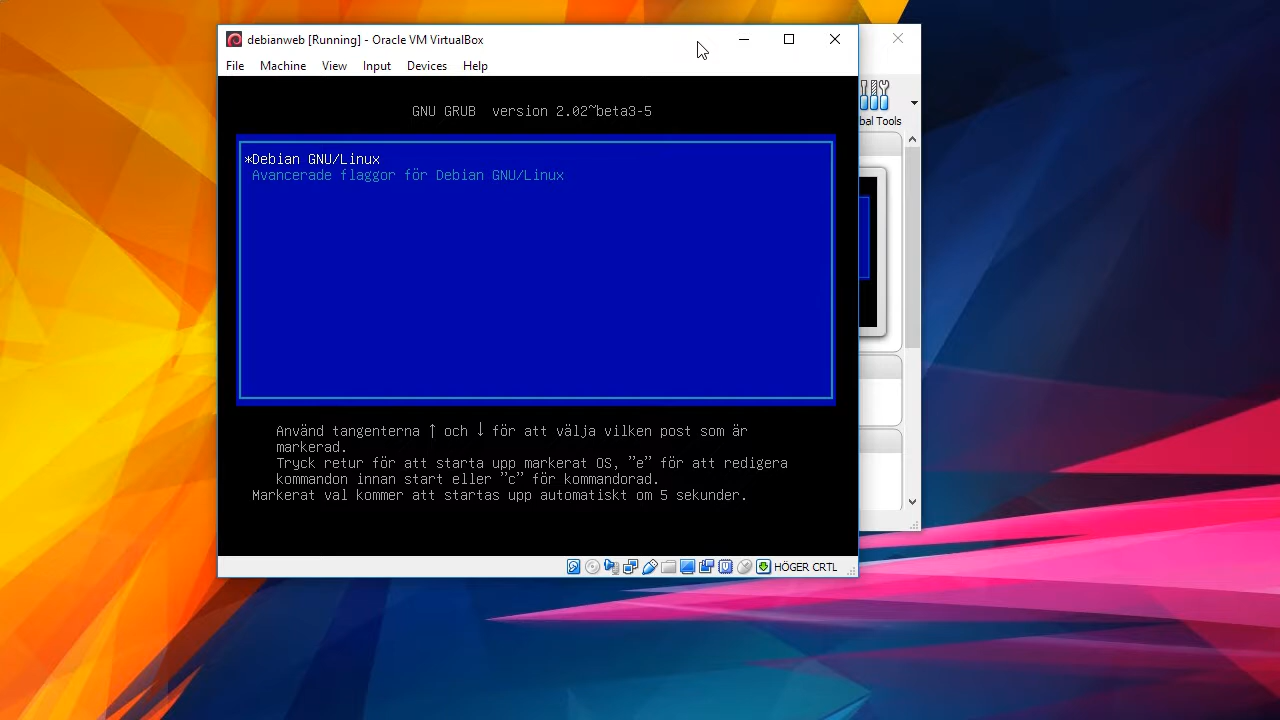 debianweb [Running] - Oracle VM VirtualBox
File Machine View Input Devices Help
bal Tools
GNU GRUB version 2.02~beta3-5
*Debian GNU/Linux
Avancerade flaggor för Debian GNU/Linux
Använd tangenterna ↑ och ↓ för att välja vilken post som är
markerad.
Tryck retur för att starta upp markerat OS, ”e” för att redigera
kommandon innan start eller ”c” för kommandorad.
Markerat val kommer att startas upp automatiskt om 5 sekunder.
HÖGER CRTL